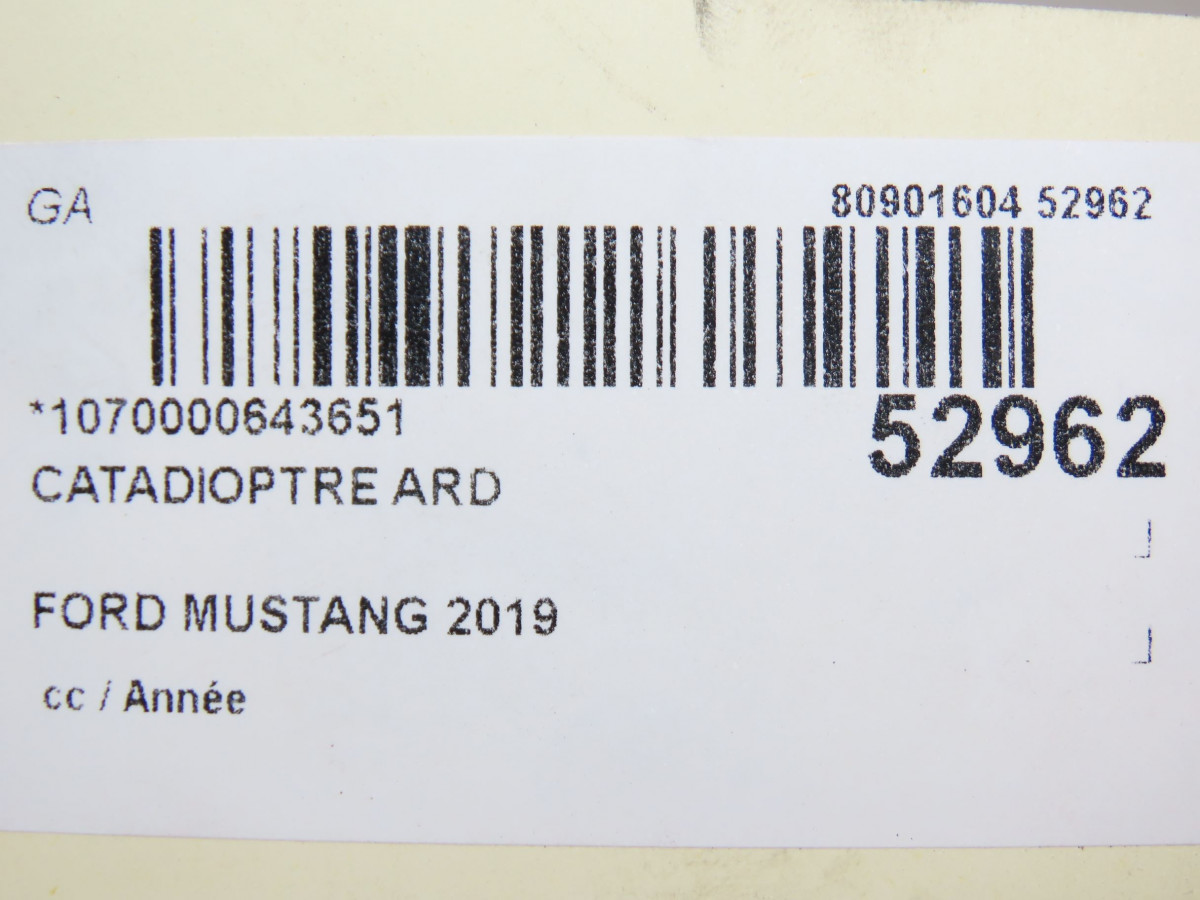 GA 80901604 52962
*1070000643651 52962
CATADIOPTRE ARD
FORD MUSTANG 2019
cc / Année